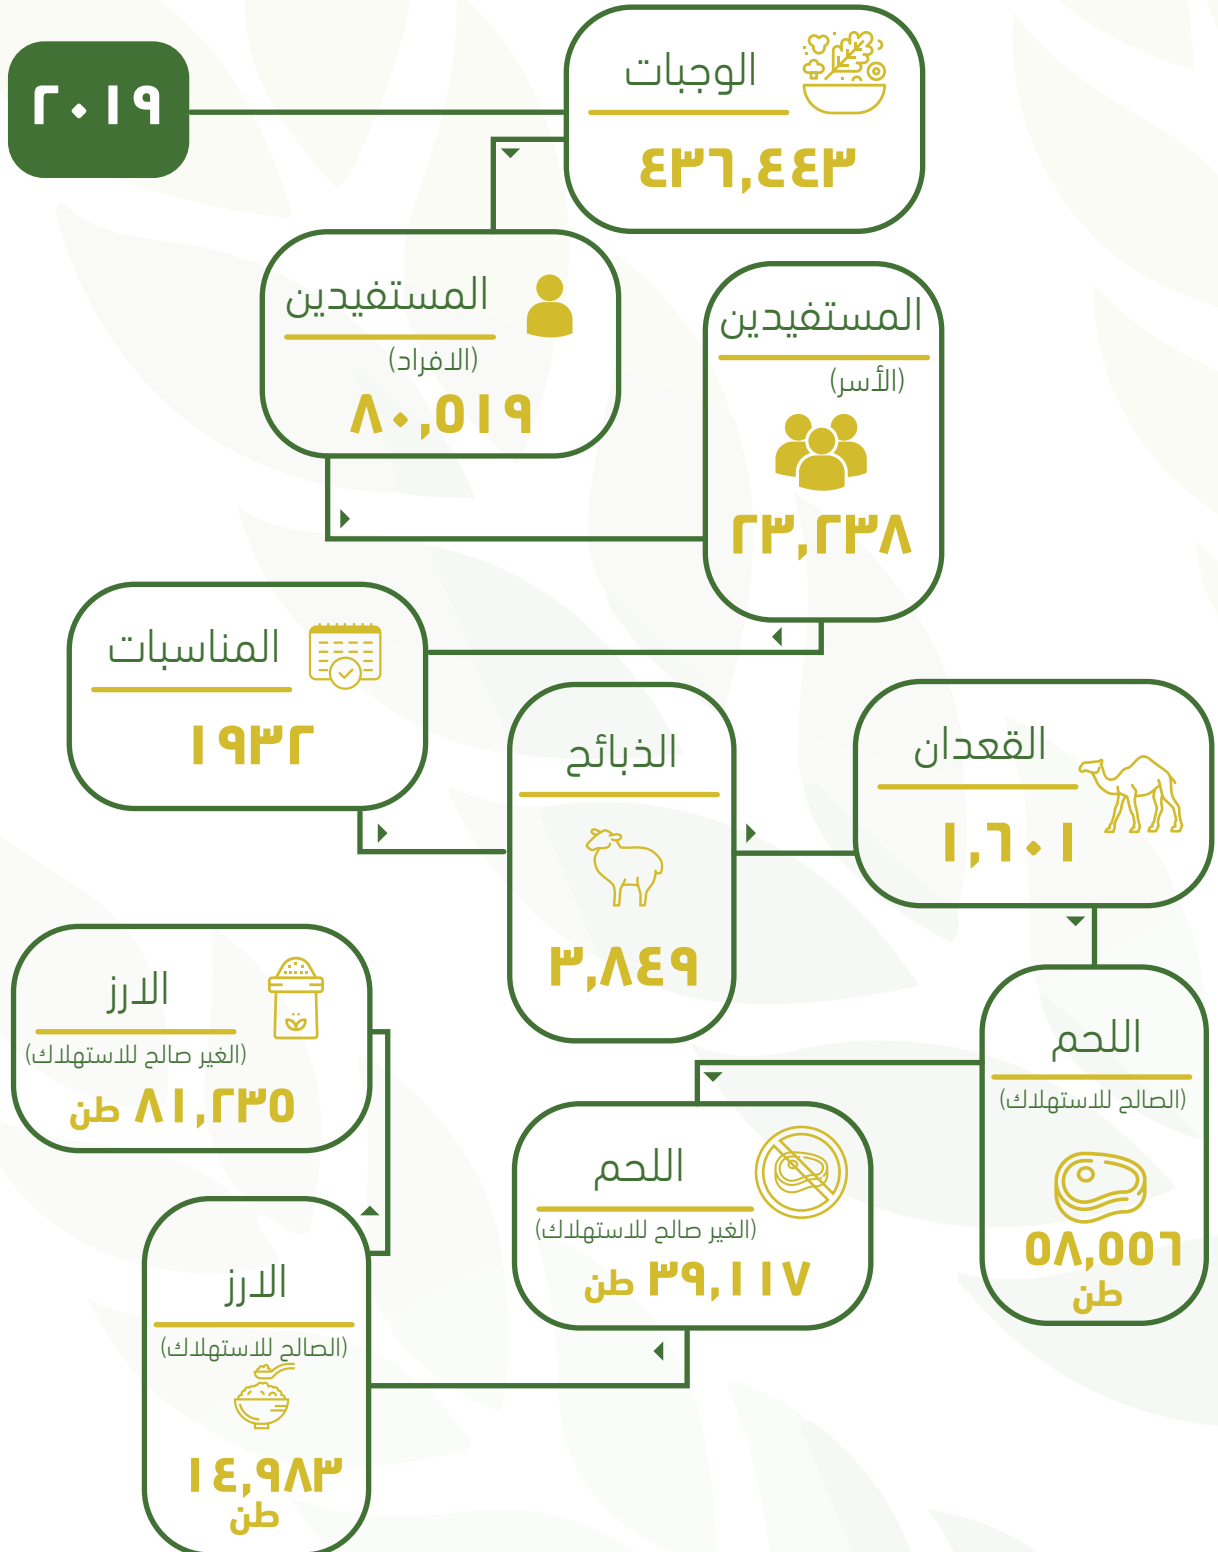 ٢٠١٩
الوجبات
٤٣٦,٤٤٣
المستفيدين
(الافراد)
٨٠,٥١٩
المستفيدين
(الأسر)
٢٣,٢٣٨
المناسبات
١٩٣٢
الذبائح
٣,٨٤٩
القعدان
١,٦٠١
اللحم
(الصالح للاستهلاك)
٥٨,٥٥٦
طن
اللحم
(الغير صالح للاستهلاك)
٣٩,١١٧ طن
الارز
(الصالح للاستهلاك)
١٤,٩٨٣
طن
الارز
(الغير صالح للاستهلاك)
٨١,٢٣٥ طن